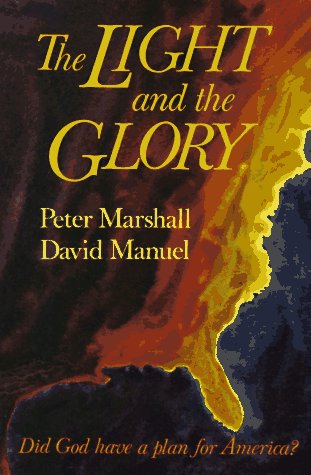 The LIGHT
and the
GLORY
Peter Marshall
David Manuel
Did God have a plan for America?